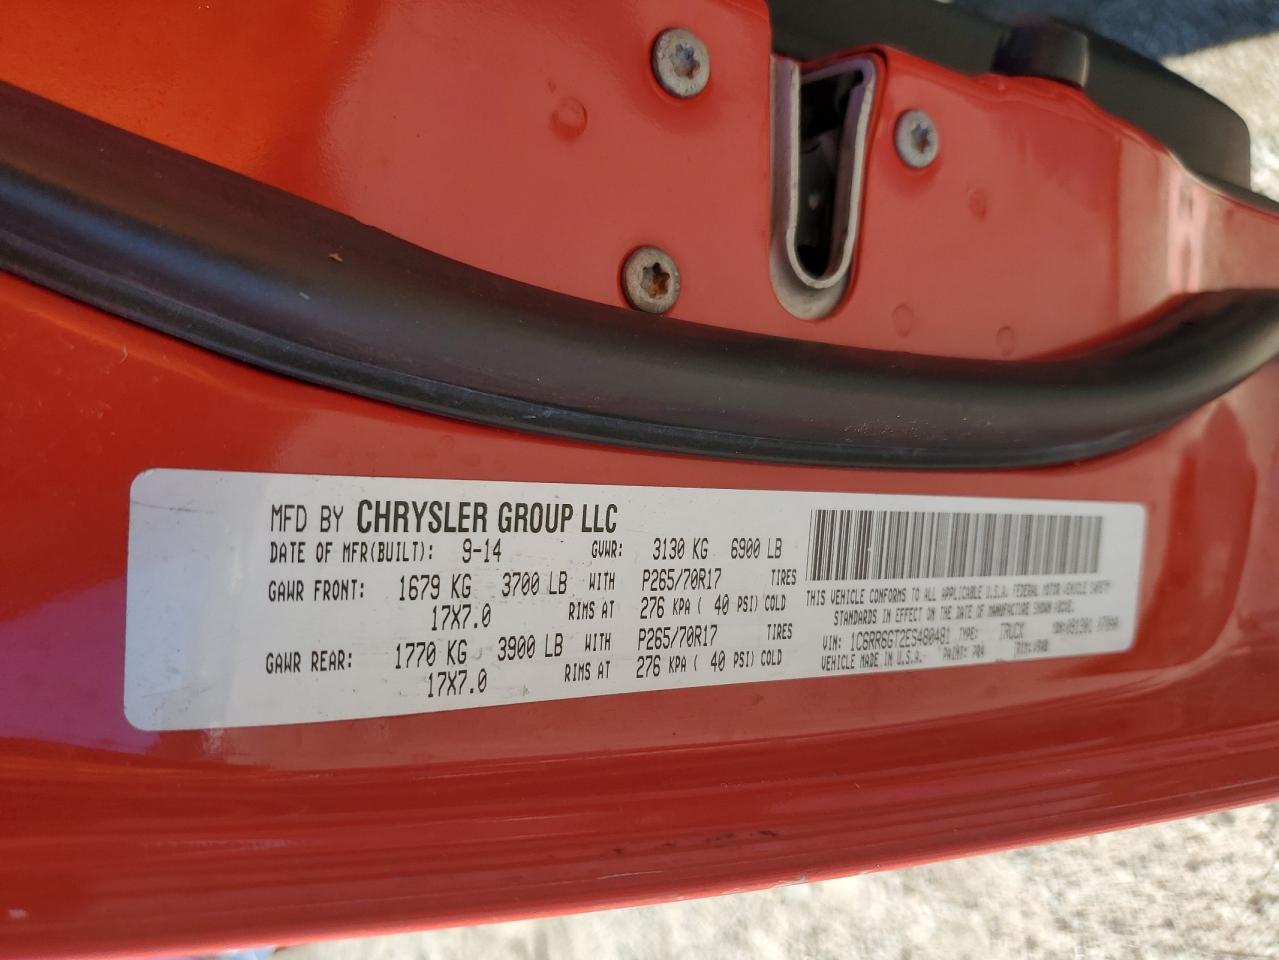 MFD BY CHRYSLER GROUP LLC
DATE OF MFR(BUILT): 9-14 GVWR: 3130 KG 6900 LB
GAWR FRONT: 1679 KG 3700 LB WITH P265/70R17 TIRES
17X7.0 RIMS AT 276 KPA ( 40 PSI) COLD
GAWR REAR: 1770 KG 3900 LB WITH P265/70R17 TIRES
17X7.0 RIMS AT 276 KPA ( 40 PSI) COLD
THIS VEHICLE CONFORMS TO ALL APPLICABLE U.S.A. FEDERAL MOTOR VEHICLE SAFETY
STANDARDS IN EFFECT ON THE DATE OF MANUFACTURE SHOWN ABOVE.
VIN: 1C6RR6GT2ES480481 TYPE: TRUCK
VEHICLE MADE IN U.S.A. PAINT: TRIM: